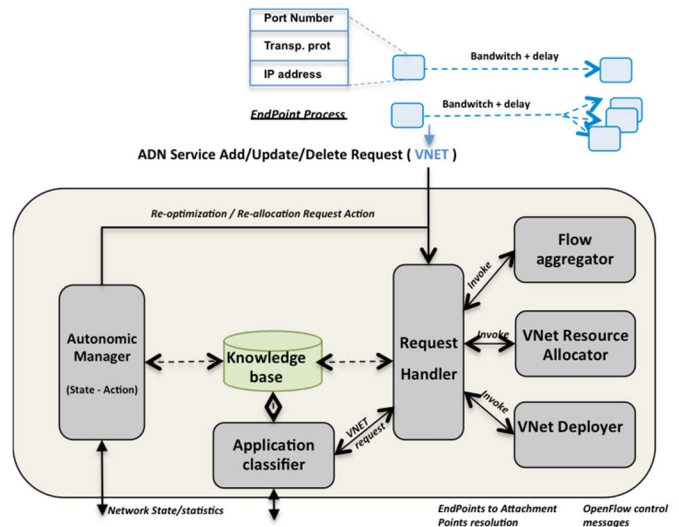 Port Number
Transp. prot
IP address
Bandwitch + delay
EndPoint Process
Bandwitch + delay
ADN Service Add/Update/Delete Request ( VNET )
Re-optimization / Re-allocation Request Action
Flow
aggregator
Invoke
Autonomic
Manager
(State - Action)
Knowledge
base
Request
Handler
Invoke
VNet Resource
Allocator
Invoke
VNet Deployer
Application
classifier
VNET
request
Network State/statistics
EndPoints to Attachment
Points resolution
OpenFlow control
messages